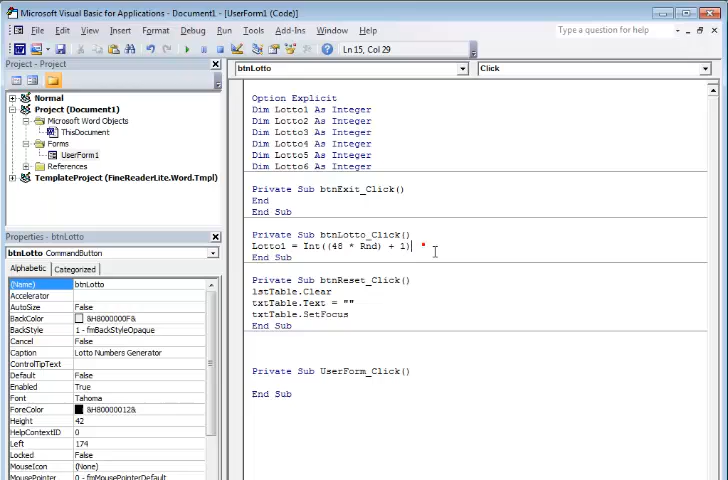 Microsoft Visual Basic for Applications - Document1 - [UserForm1 (Code)]
File Edit View Insert Format Debug Run Tools Add-Ins Window Help
Type a question for help
Ln 15, Col 29
Project - Project
btnLotto
Click
Normal
Project (Document1)
Microsoft Word Objects
ThisDocument
Forms
UserForm1
References
TemplateProject (FineReaderLite.Word.Tmpl)
Option Explicit
Dim Lotto1 As Integer
Dim Lotto2 As Integer
Dim Lotto3 As Integer
Dim Lotto4 As Integer
Dim Lotto5 As Integer
Dim Lotto6 As Integer
Private Sub btnExit_Click()
End
End Sub
Private Sub btnLotto_Click()
Lotto1 = Int((48 * Rnd) + 1)
End Sub
Private Sub btnReset_Click()
lstTable.Clear
txtTable.Text = ""
txtTable.SetFocus
End Sub
Private Sub UserForm_Click()
End Sub
Properties - btnLotto
btnLotto CommandButton
Alphabetic Categorized
(Name) btnLotto
Accelerator
AutoSize False
BackColor &H8000000F&
BackStyle 1 - fmBackStyleOpaque
Cancel False
Caption Lotto Numbers Generator
ControlTipText
Default False
Enabled True
Font Tahoma
ForeColor &H80000012&
Height 42
HelpContextID 0
Left 174
Locked False
MouseIcon (None)
MousePointer 0 - fmMousePointerDefault